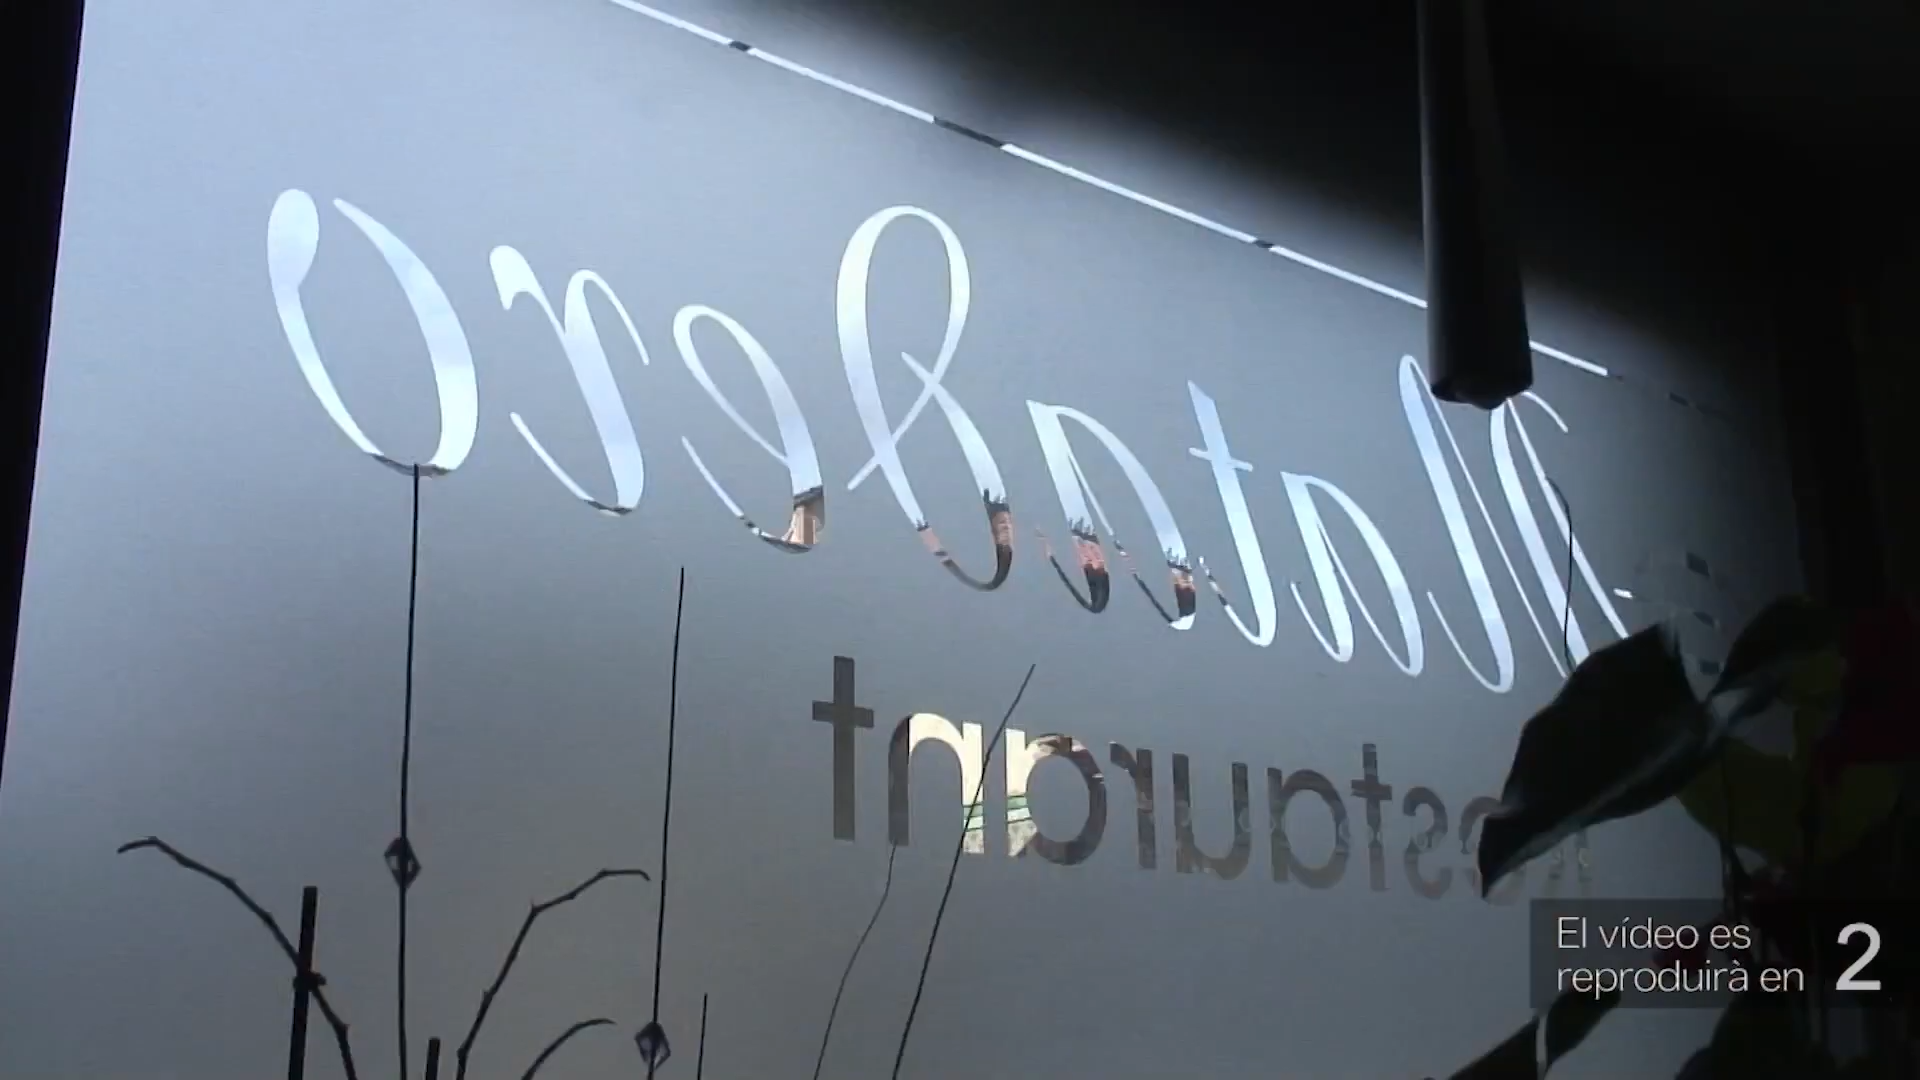 Restaurant
El vídeo es
reproduirà en 2